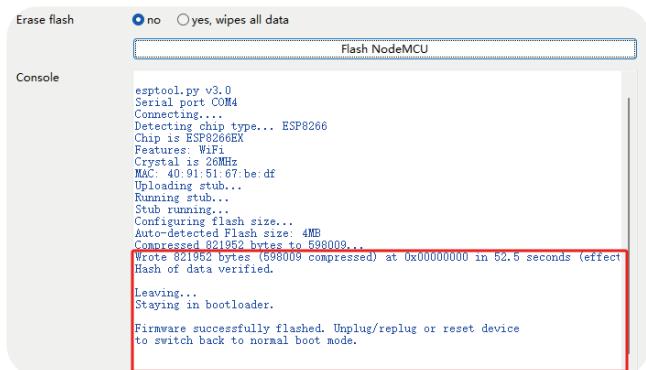 Erase flash no yes, wipes all data
Flash NodeMCU
Console
esptool.py v3.0
Serial port COM4
Connecting....
Detecting chip type... ESP8266
Chip is ESP8266EX
Features: WiFi
Crystal is 26MHz
MAC: 40:91:51:67:be:df
Uploading stub...
Running stub...
Stub running...
Configuring flash size...
Auto-detected Flash size: 4MB
Compressed 821952 bytes to 598009...
Wrote 821952 bytes (598009 compressed) at 0x00000000 in 52.5 seconds (effect
Hash of data verified.
Leaving...
Staying in bootloader.
Firmware successfully flashed. Unplug/replug or reset device
to switch back to normal boot mode.